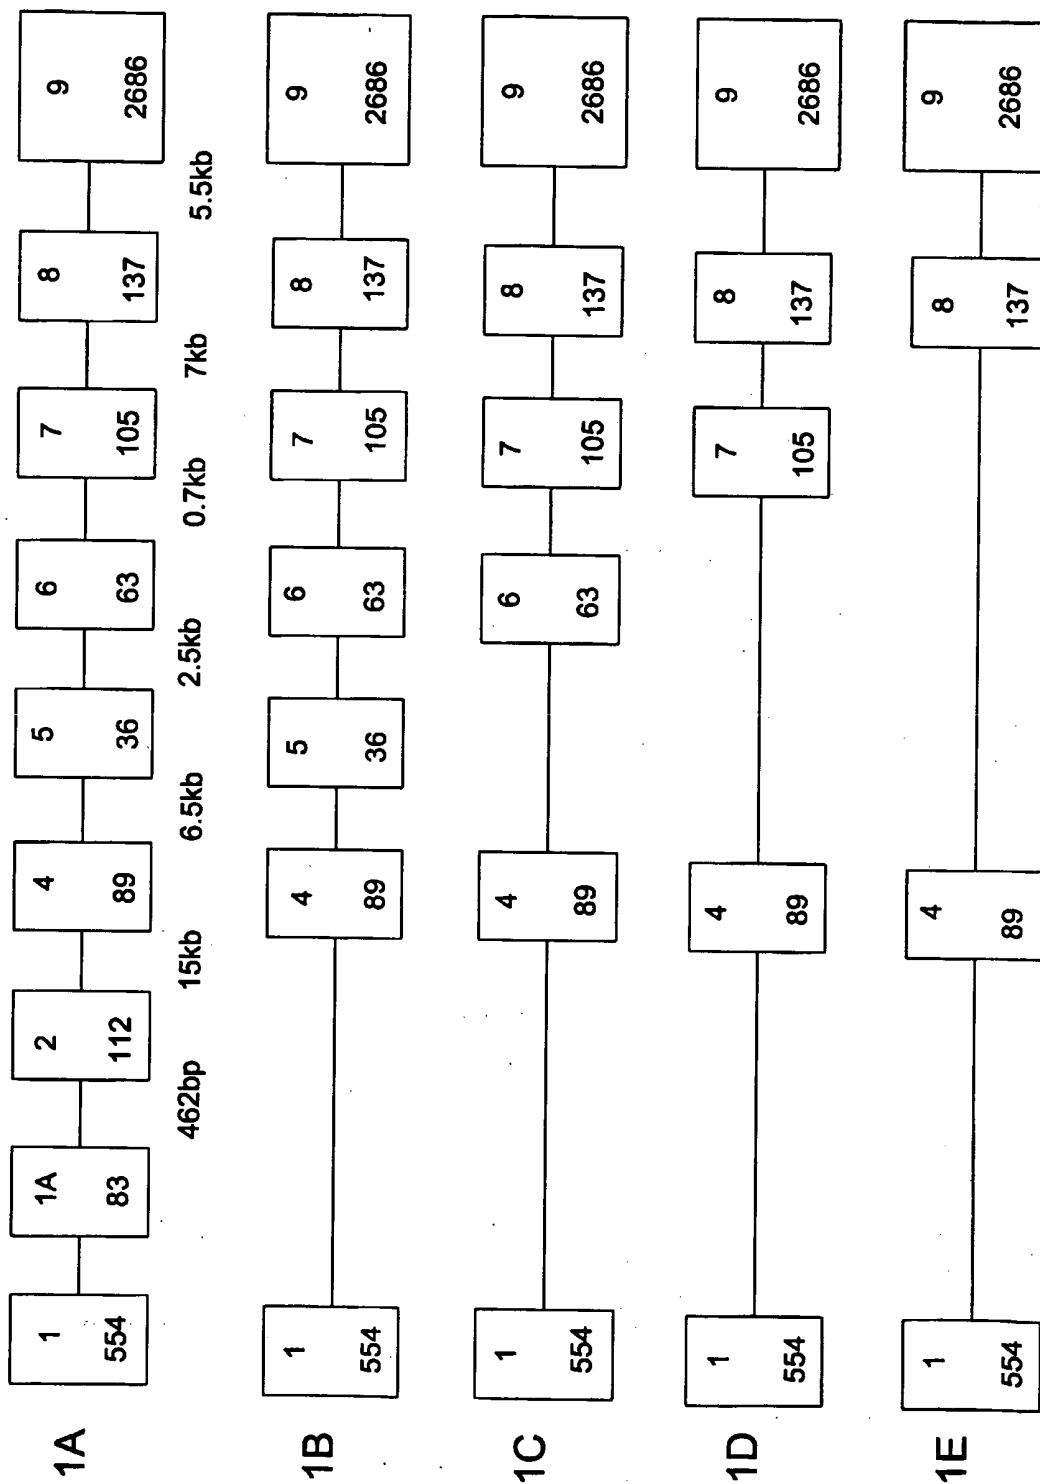 1A
1 1A 2 4 5 6 7 8 9
554 83 112 89 36 63 105 137 2686
462bp 15kb 6.5kb 2.5kb 0.7kb 7kb 5.5kb
1B
1 4 5 6 7 8 9
554 89 36 63 105 137 2686
1C
1 4 6 7 8 9
554 89 63 105 137 2686
1D
1 4 7 8 9
554 89 105 137 2686
1E
1 4 8 9
554 89 137 2686